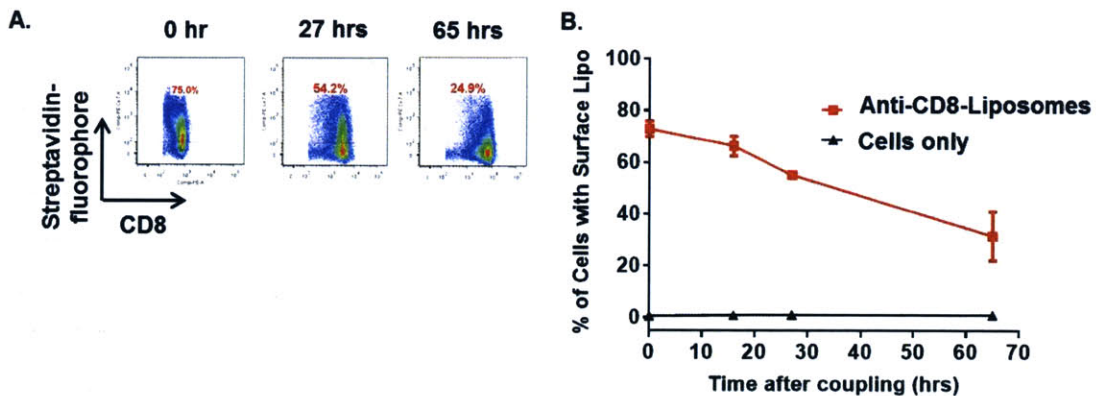 A.
0 hr
27 hrs
65 hrs
75.0%
54.2%
24.9%
Streptavidin-
fluorophore
CD8
B.
100
80
60
40
20
0
% of Cells with Surface Lipo
Anti-CD8-Liposomes
Cells only
0 10 20 30 40 50 60 70
Time after coupling (hrs)